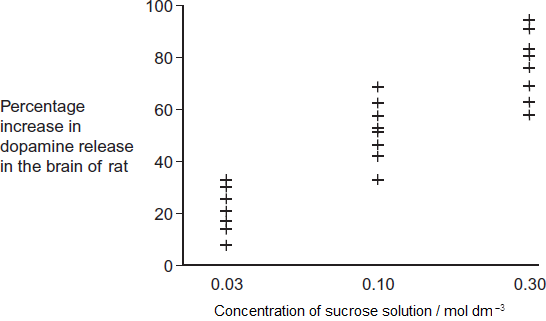 100
80
60
40
20
0
Percentage
increase in
dopamine release
in the brain of rat
0.03 0.10 0.30
Concentration of sucrose solution / mol dm⁻³